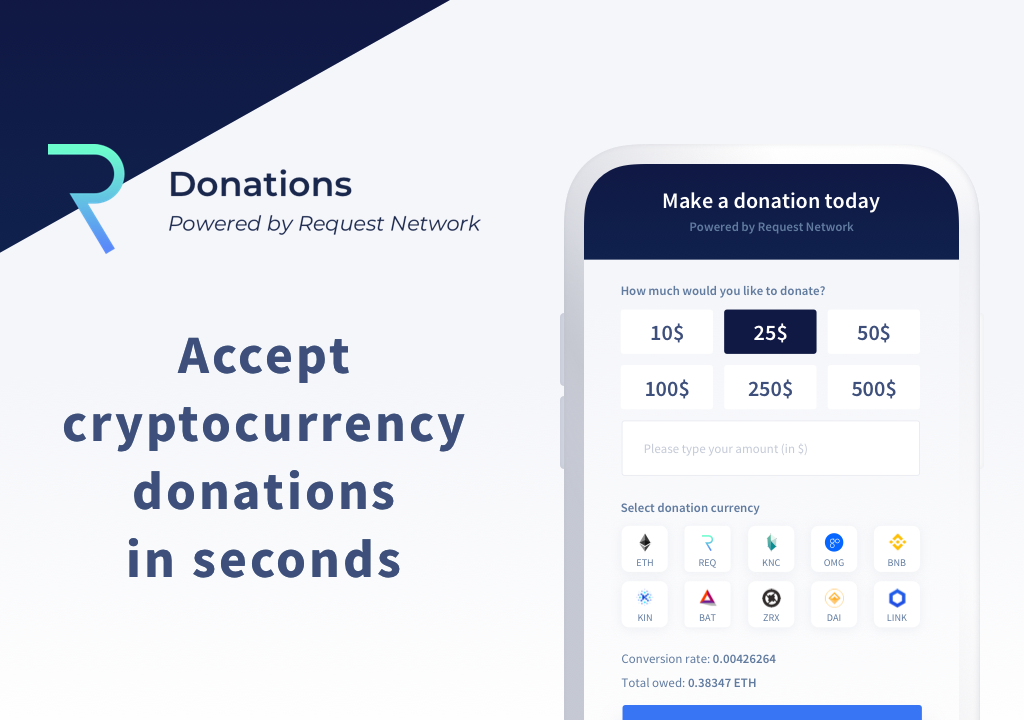 Donations
Powered by Request Network
Accept
cryptocurrency
donations
in seconds
Make a donation today
Powered by Request Network
How much would you like to donate?
10$ 25$ 50$
100$ 250$ 500$
Please type your amount (in $)
Select donation currency
ETH REQ KNC OMG BNB
KIN BAT ZRX DAI LINK
Conversion rate: 0.00426264
Total owed: 0.38347 ETH